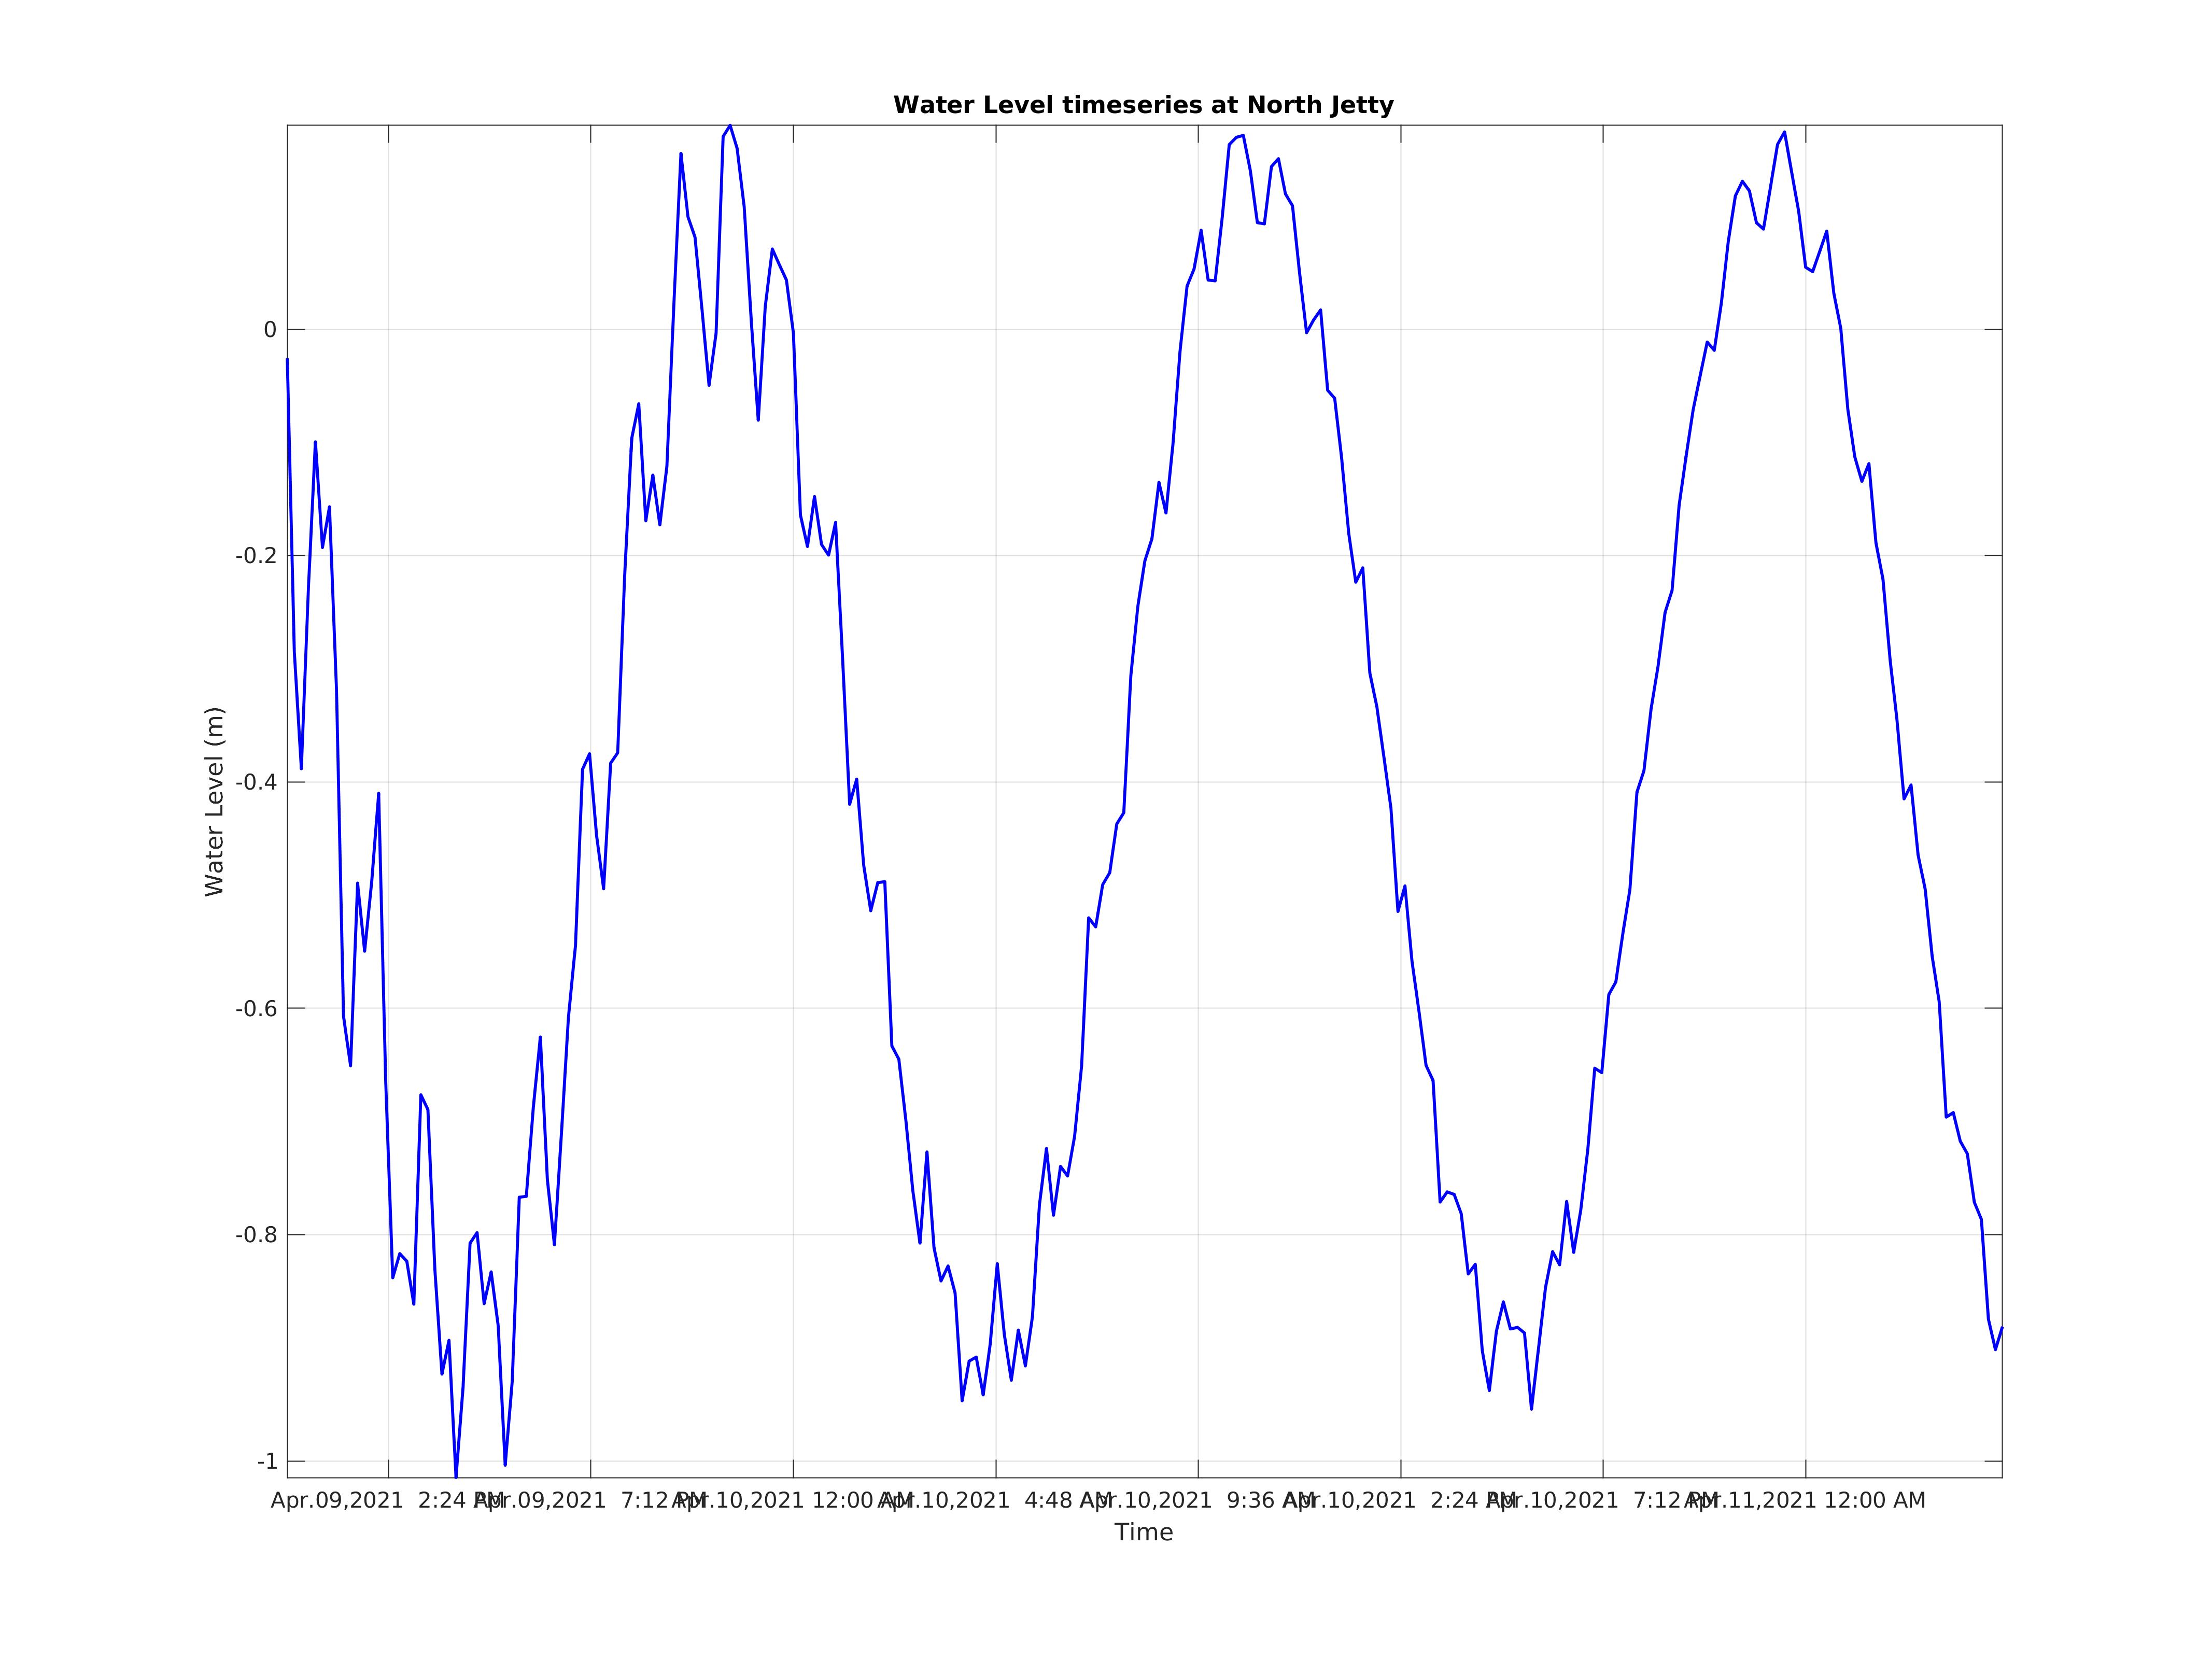 Water Level timeseries at North Jetty
Water Level (m)
0
-0.2
-0.4
-0.6
-0.8
-1
Apr.09,2021 2:24 PM Apr.09,2021 7:12 PM Apr.10,2021 12:00 AM Apr.10,2021 4:48 AM Apr.10,2021 9:36 AM Apr.10,2021 2:24 PM Apr.10,2021 7:12 PM Apr.11,2021 12:00 AM
Time